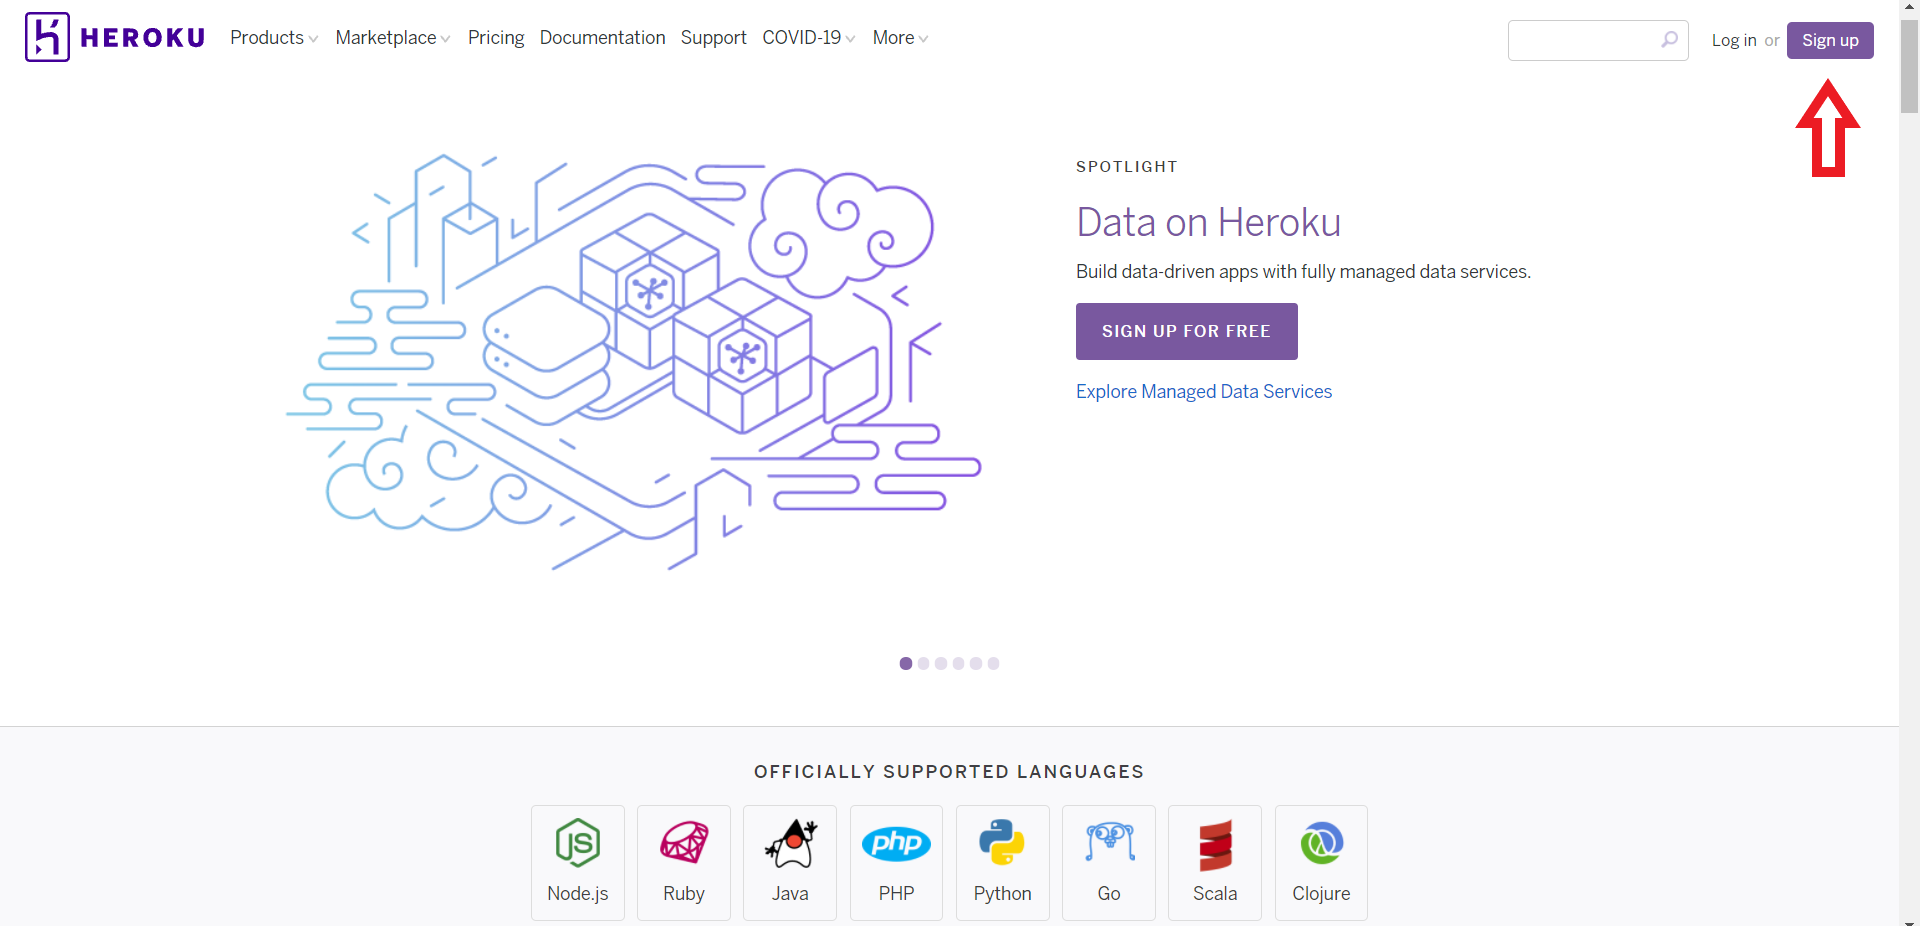 HEROKU Products Marketplace Pricing Documentation Support COVID-19 More Log in or Sign up
SPOTLIGHT
Data on Heroku
Build data-driven apps with fully managed data services.
SIGN UP FOR FREE
Explore Managed Data Services
OFFICIALLY SUPPORTED LANGUAGES
JS php
Node.js Ruby Java PHP Python Go Scala Clojure